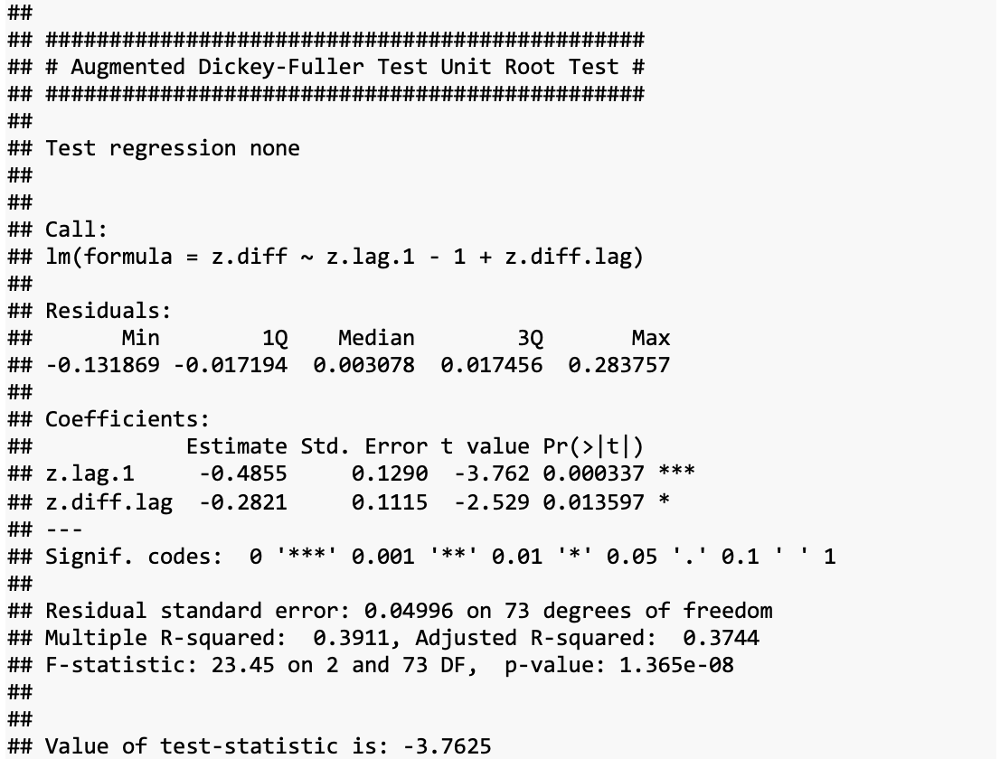 ##
## ###############################################
## # Augmented Dickey-Fuller Test Unit Root Test #
## ###############################################
##
## Test regression none
##
##
## Call:
## lm(formula = z.diff ~ z.lag.1 - 1 + z.diff.lag)
##
## Residuals:
##       Min        1Q    Median        3Q       Max
## -0.131869 -0.017194  0.003078  0.017456  0.283757
##
## Coefficients:
##            Estimate Std. Error t value Pr(>|t|)
## z.lag.1     -0.4855     0.1290  -3.762 0.000337 ***
## z.diff.lag  -0.2821     0.1115  -2.529 0.013597 *
## ---
## Signif. codes:  0 '***' 0.001 '**' 0.01 '*' 0.05 '.' 0.1 ' ' 1
##
## Residual standard error: 0.04996 on 73 degrees of freedom
## Multiple R-squared:  0.3911, Adjusted R-squared:  0.3744
## F-statistic: 23.45 on 2 and 73 DF,  p-value: 1.365e-08
##
##
## Value of test-statistic is: -3.7625